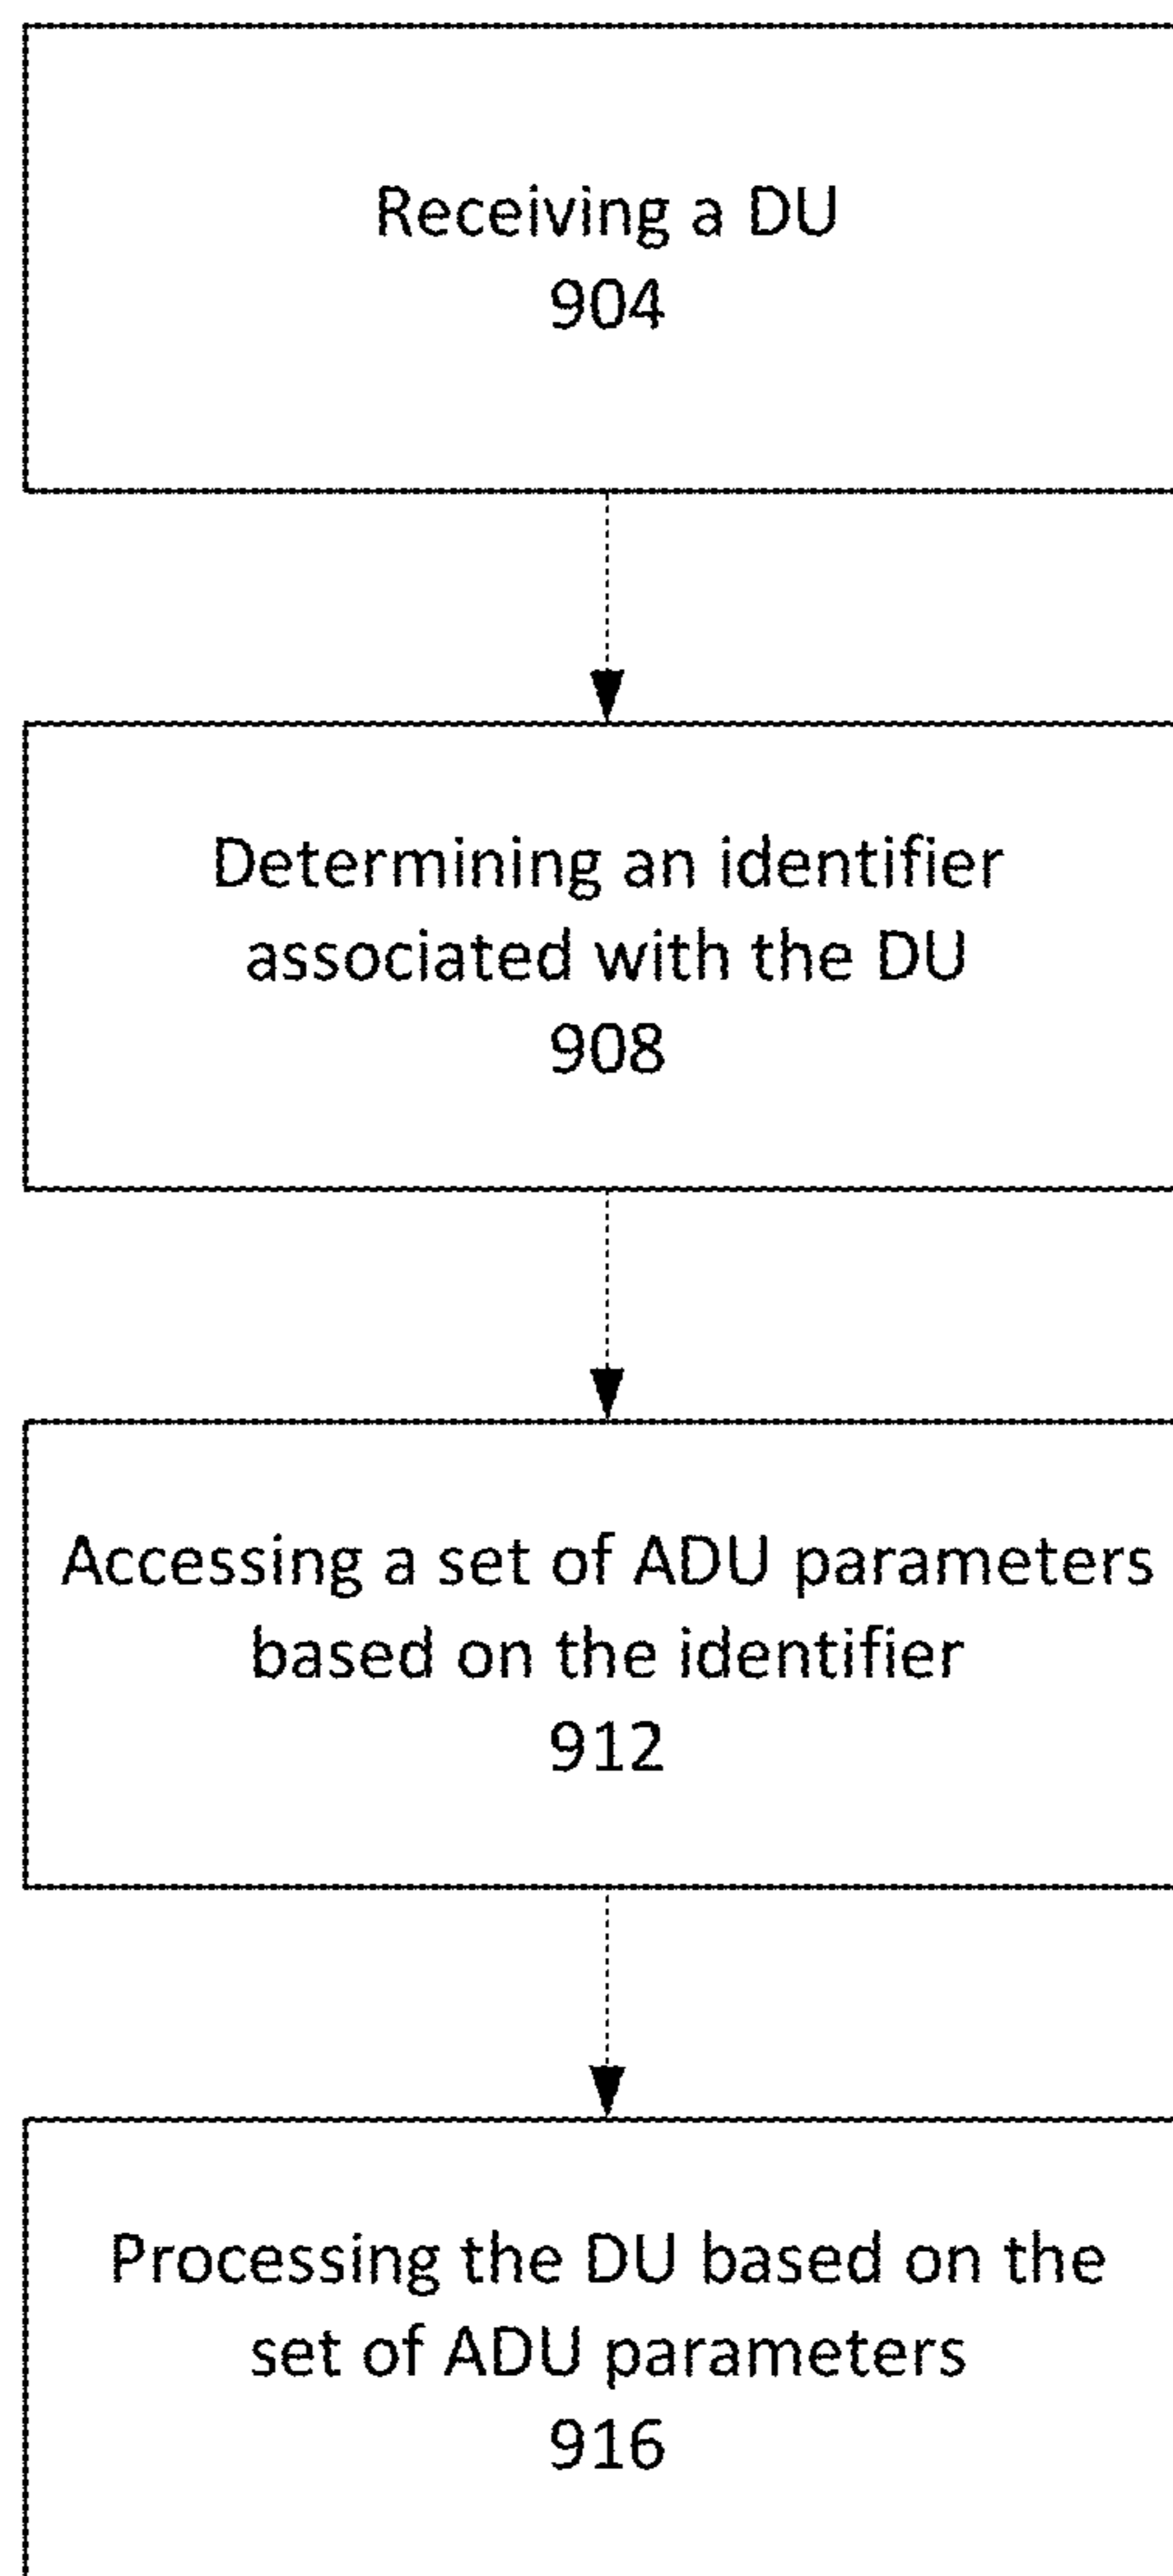 Receiving a DU
904
Determining an identifier
associated with the DU
908
Accessing a set of ADU parameters
based on the identifier
912
Processing the DU based on the
set of ADU parameters
916